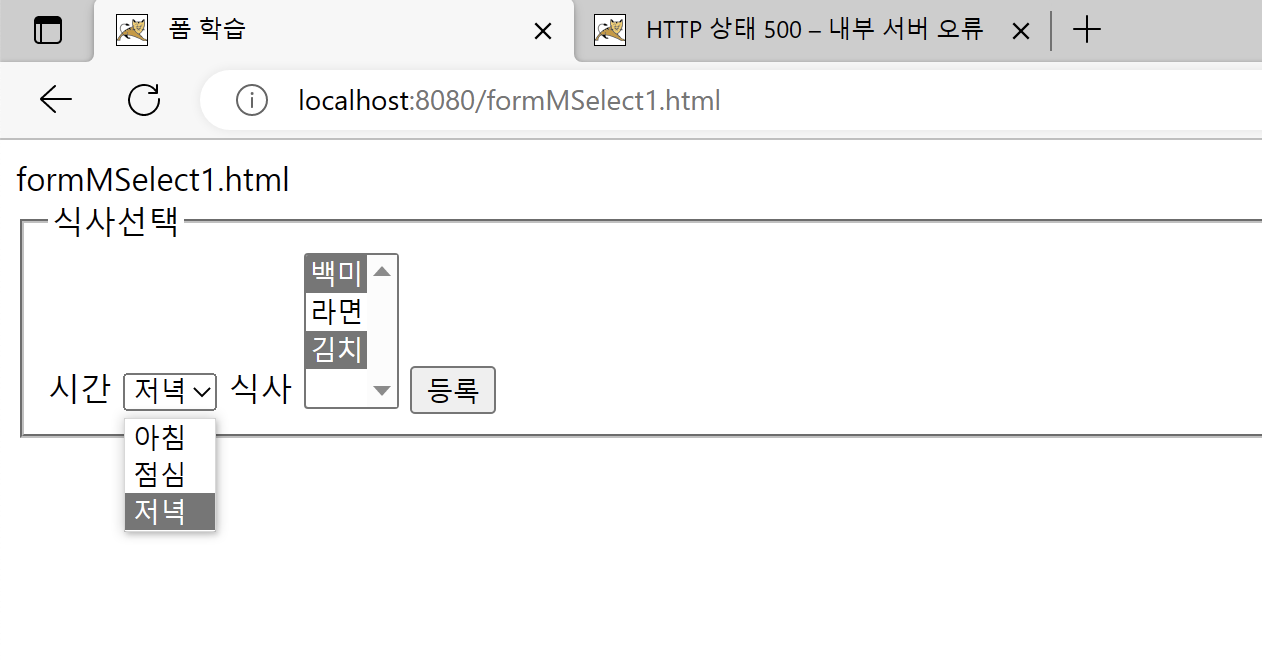 폼 학습
HTTP 상태 500 – 내부 서버 오류
localhost:8080/formMSelect1.html
formMSelect1.html
식사선택
백미
라면
김치
시간 저녁 식사 등록
아침
점심
저녁